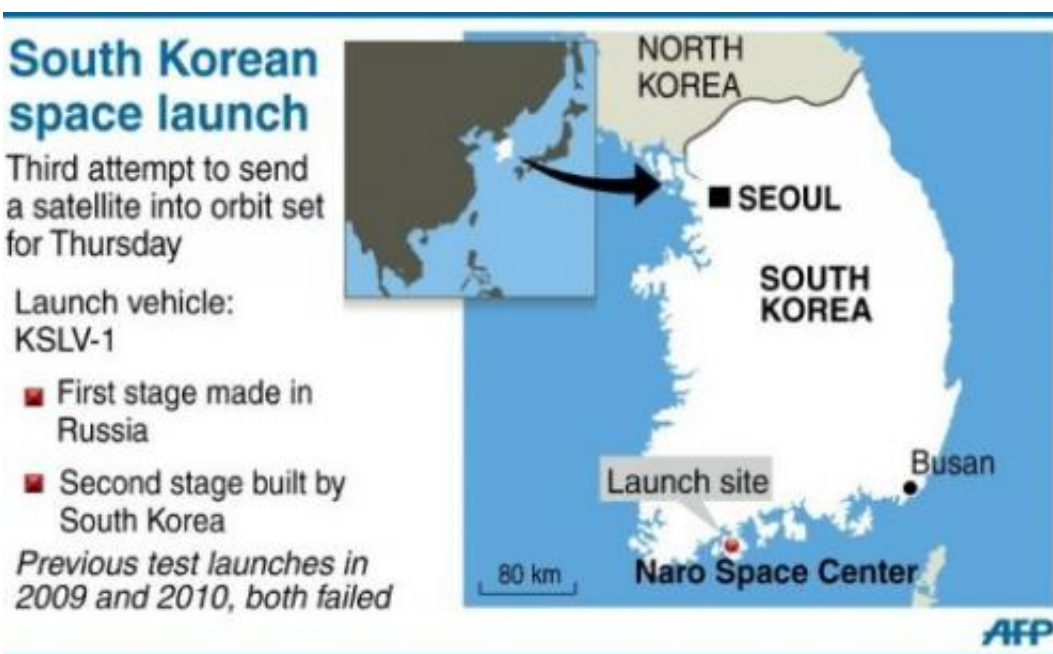 South Korean
space launch
Third attempt to send
a satellite into orbit set
for Thursday
Launch vehicle:
KSLV-1
First stage made in
Russia
Second stage built by
South Korea
Previous test launches in
2009 and 2010, both failed
NORTH
KOREA
SEOUL
SOUTH
KOREA
Busan
Launch site
80 km
Naro Space Center
AFP